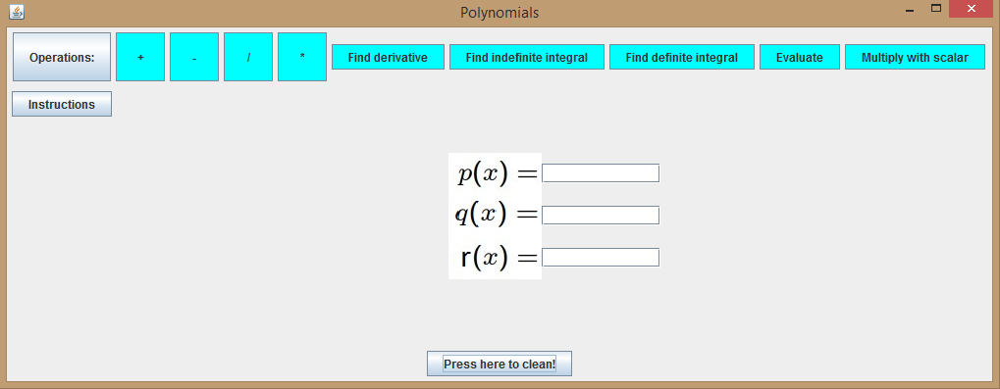 Polynomials
Operations: + - / * Find derivative Find indefinite integral Find definite integral Evaluate Multiply with scalar
Instructions
p(x) =
q(x) =
r(x) =
Press here to clean!